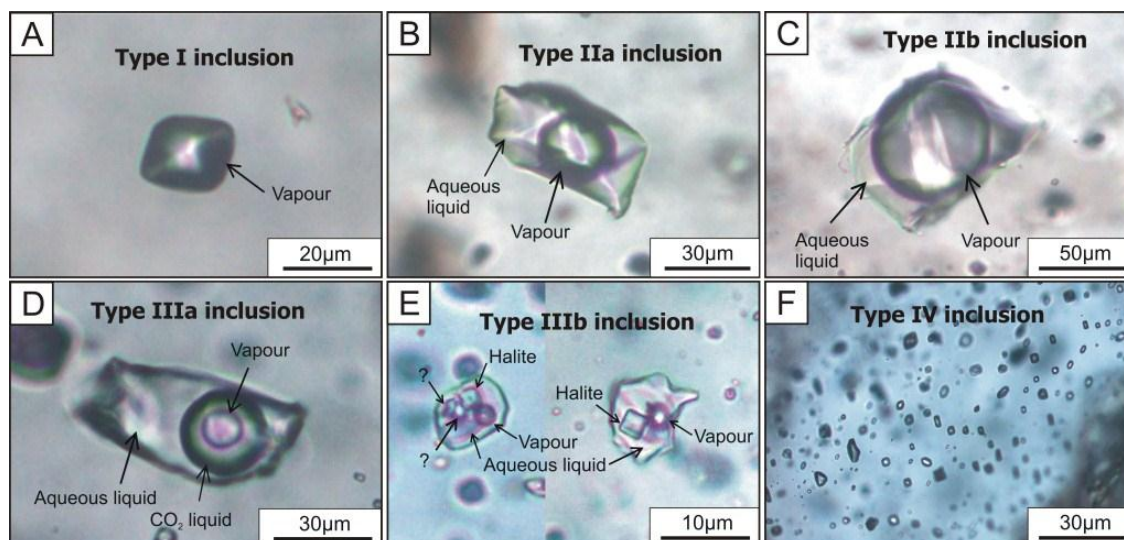 A
Type I inclusion
Vapour
20µm
B
Type IIa inclusion
Aqueous
liquid
Vapour
30µm
C
Type IIb inclusion
Aqueous
liquid
Vapour
50µm
D
Type IIIa inclusion
Vapour
Aqueous liquid
CO₂ liquid
30µm
E
Type IIIb inclusion
Halite
?
?
Vapour
Aqueous liquid
Halite
Vapour
10µm
F
Type IV inclusion
30µm